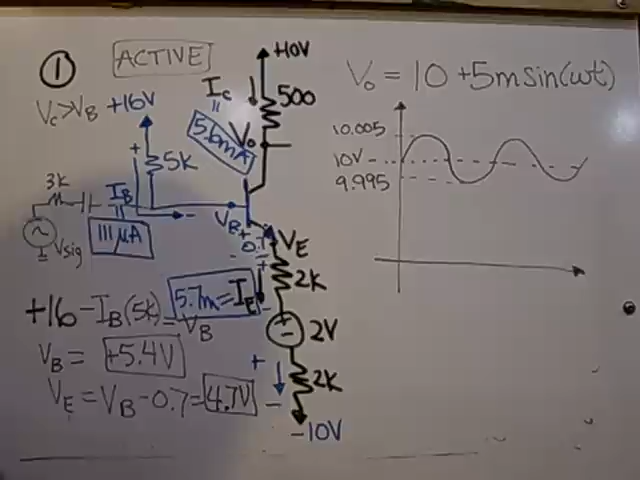 1
ACTIVE
+10V
Vo = 10 + 5m sin(ωt)
Vc > VB
+16V
Ic
=
500
5.6mA
Vo
5K
10.005
10V
9.995
3K
IB
=
111 μA
Vsig
+
-
VB
+
0.7
-
VE
+
2K
-
5.7m = IE
+16 - IB(5K) = VB
+
-
2V
VB = +5.4V
+
2K
VE = VB - 0.7 = 4.7V
-
-10V